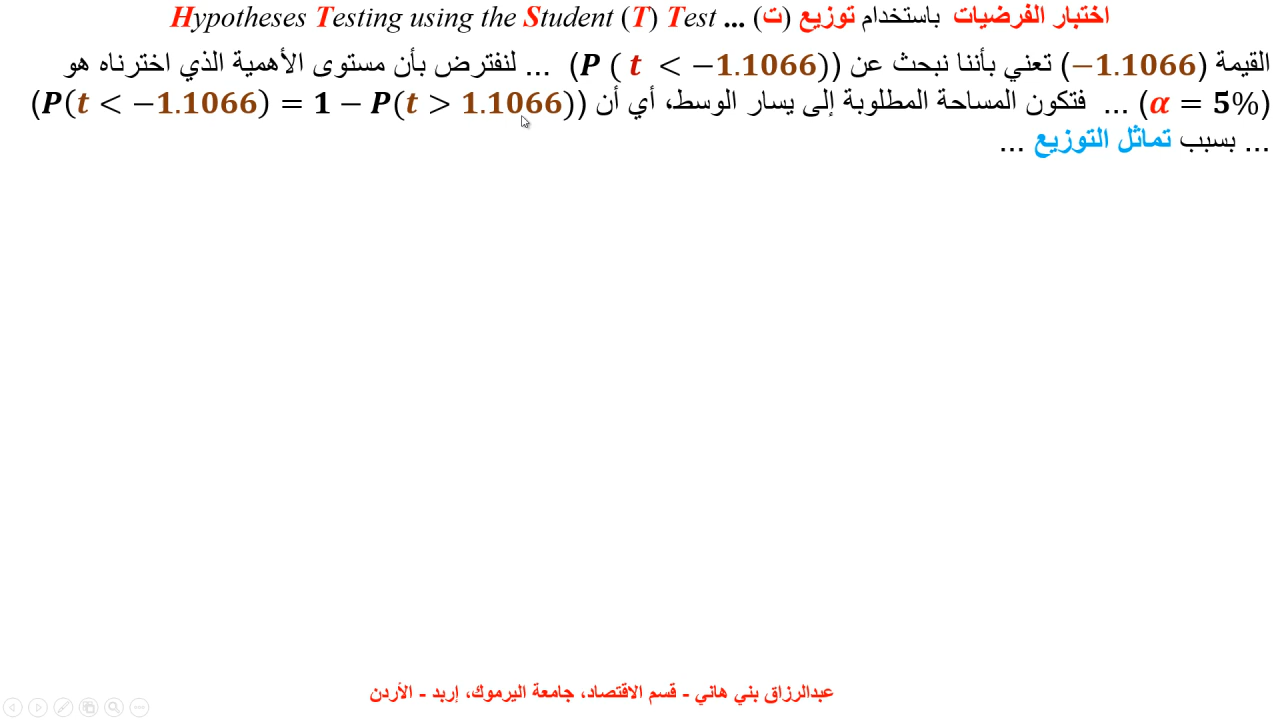 اختبار الفرضيات باستخدام توزيع (ت) ... Hypotheses Testing using the Student (T) Test
القيمة (−1.1066) تعني بأننا نبحث عن (P ( t < −1.1066)) ... لنفترض بأن مستوى الأهمية الذي اخترناه هو
(α = 5%) ... فتكون المساحة المطلوبة إلى يسار الوسط، أي أن (P(t < −1.1066) = 1 − P(t > 1.1066))
... بسبب تماثل التوزيع ...
عبدالرزاق بني هاني - قسم الاقتصاد، جامعة اليرموك، إربد - الأردن